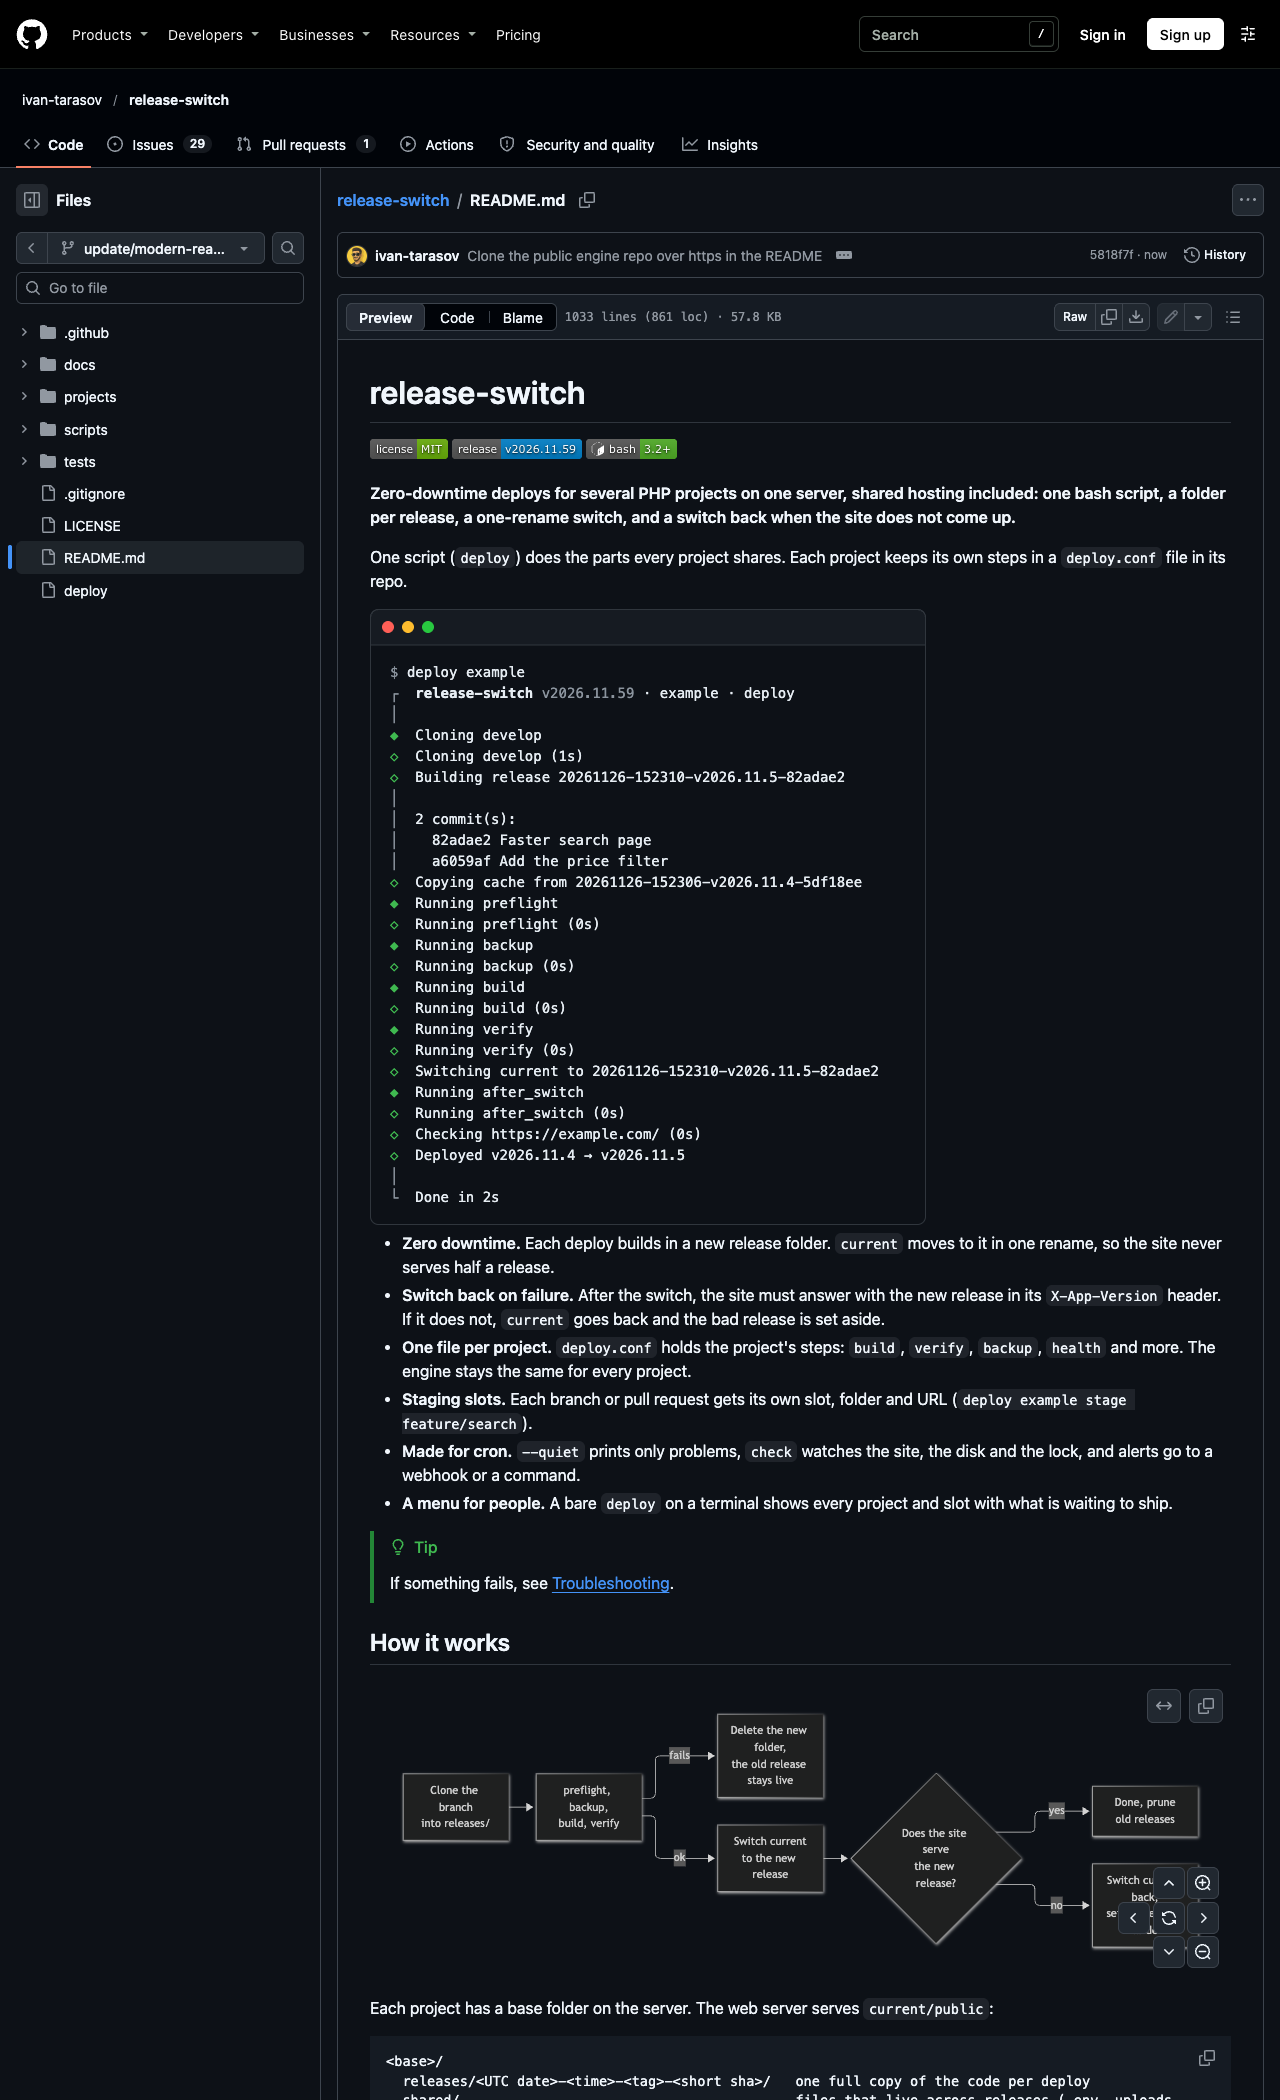 Products
Developers
Businesses
Resources
Pricing
Search
/
Sign in
Sign up
ivan-tarasov / release-switch
Code
Issues 29
Pull requests 1
Actions
Security and quality
Insights
Files
update/modern-rea...
Go to file
.github
docs
projects
scripts
tests
.gitignore
LICENSE
README.md
deploy
release-switch / README.md
ivan-tarasov Clone the public engine repo over https in the README
5818f7f · now
History
Preview
Code
Blame
1033 lines (861 loc) · 57.8 KB
Raw
release-switch
license MIT
release v2026.11.59
bash 3.2+
Zero-downtime deploys for several PHP projects on one server, shared hosting included: one bash script, a folder
per release, a one-rename switch, and a switch back when the site does not come up.
One script ( deploy ) does the parts every project shares. Each project keeps its own steps in a deploy.conf file in its
repo.
$ deploy example
┌ release-switch v2026.11.59 · example · deploy
│
◆ Cloning develop
◇ Cloning develop (1s)
◇ Building release 20261126-152310-v2026.11.5-82adae2
│
│ 2 commit(s):
│ 82adae2 Faster search page
│ a6059af Add the price filter
◇ Copying cache from 20261126-152306-v2026.11.4-5df18ee
◆ Running preflight
◇ Running preflight (0s)
◆ Running backup
◇ Running backup (0s)
◆ Running build
◇ Running build (0s)
◆ Running verify
◇ Running verify (0s)
◇ Switching current to 20261126-152310-v2026.11.5-82adae2
◆ Running after_switch
◇ Running after_switch (0s)
◇ Checking https://example.com/ (0s)
◇ Deployed v2026.11.4 → v2026.11.5
│
└ Done in 2s
• Zero downtime. Each deploy builds in a new release folder. current moves to it in one rename, so the site never
serves half a release.
• Switch back on failure. After the switch, the site must answer with the new release in its X-App-Version header.
If it does not, current goes back and the bad release is set aside.
• One file per project. deploy.conf holds the project's steps: build , verify , backup , health and more. The
engine stays the same for every project.
• Staging slots. Each branch or pull request gets its own slot, folder and URL ( deploy example stage
feature/search ).
• Made for cron. --quiet prints only problems, check watches the site, the disk and the lock, and alerts go to a
webhook or a command.
• A menu for people. A bare deploy on a terminal shows every project and slot with what is waiting to ship.
Tip
If something fails, see Troubleshooting.
How it works
Clone the
branch
into releases/
preflight,
backup,
build, verify
fails
Delete the new
folder,
the old release
stays live
ok
Switch current
to the new
release
Does the site
serve
the new
release?
yes
Done, prune
old releases
no
Switch
back,
Each project has a base folder on the server. The web server serves current/public :
<base>/
releases/<UTC date>-<time>-<tag>-<short sha>/ one full copy of the code per deploy
shared/ files that live across releases (.env, uploads